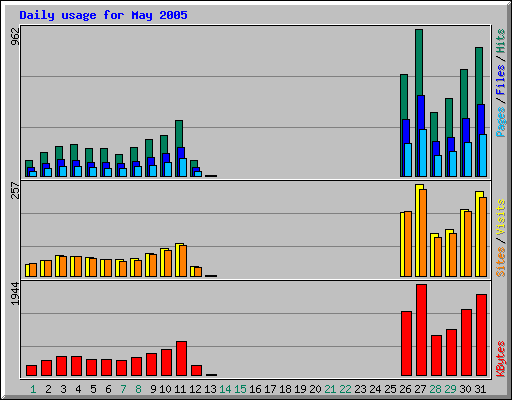 Daily usage for May 2005
962
Pages / Files / Hits
257
Sites / Visits
1944
KBytes
1 2 3 4 5 6 7 8 9 10 11 12 13 14 15 16 17 18 19 20 21 22 23 24 25 26 27 28 29 30 31